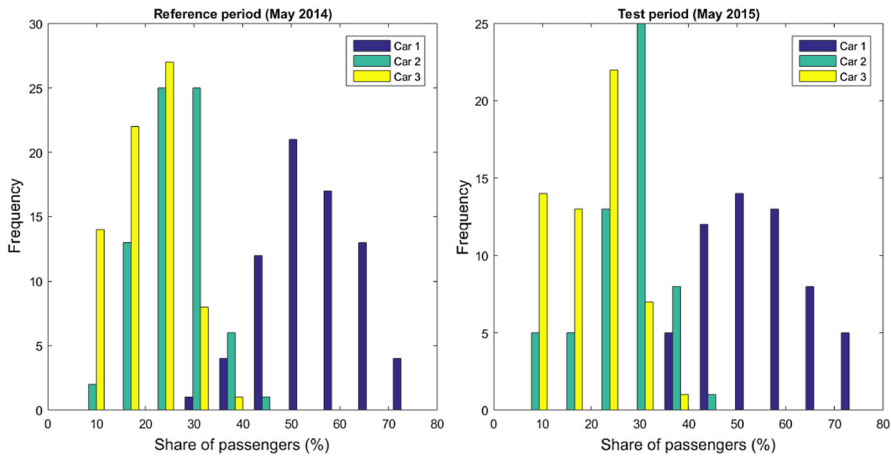 Reference period (May 2014)
30
25
20
15
10
5
0
Frequency
Car 1
Car 2
Car 3
0 10 20 30 40 50 60 70 80
Share of passengers (%)
Test period (May 2015)
25
20
15
10
5
0
Frequency
Car 1
Car 2
Car 3
0 10 20 30 40 50 60 70 80
Share of passengers (%)